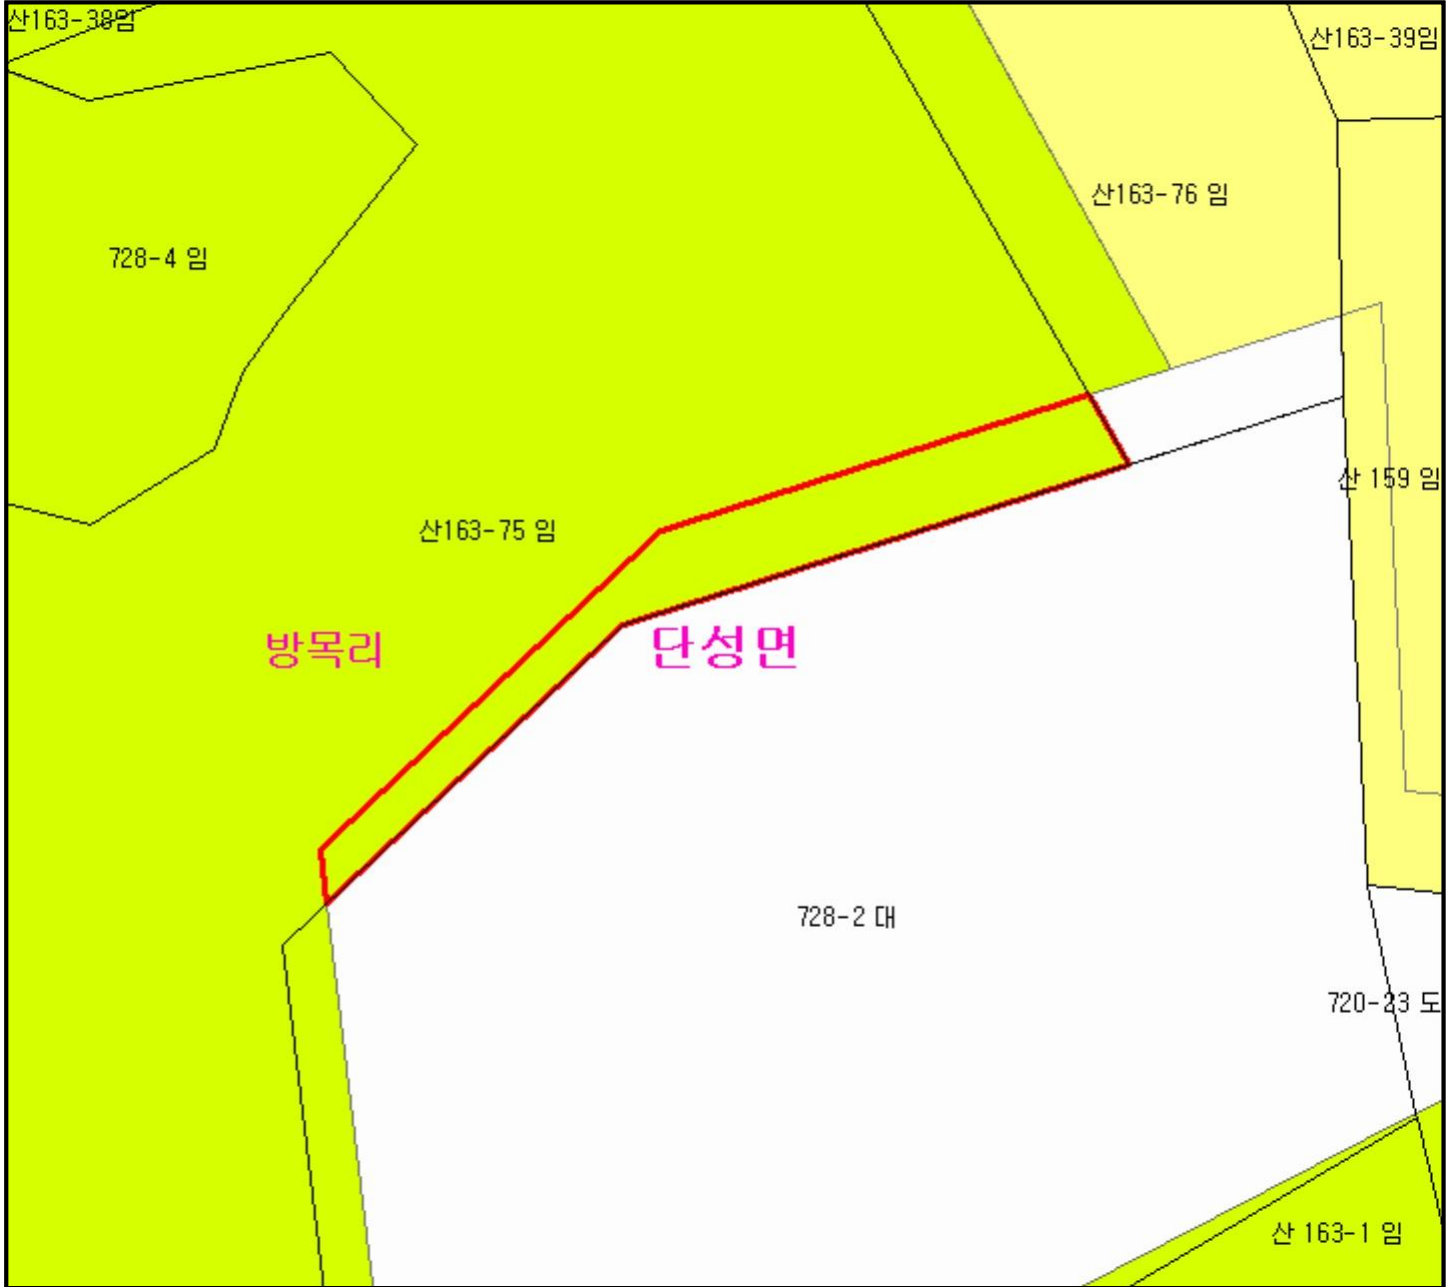 산163-38임
산163-39임
산163-76 임
728-4 임
산 159 임
산163-75 임
방목리
단성면
728-2 대
720-23 도
산 163-1 임